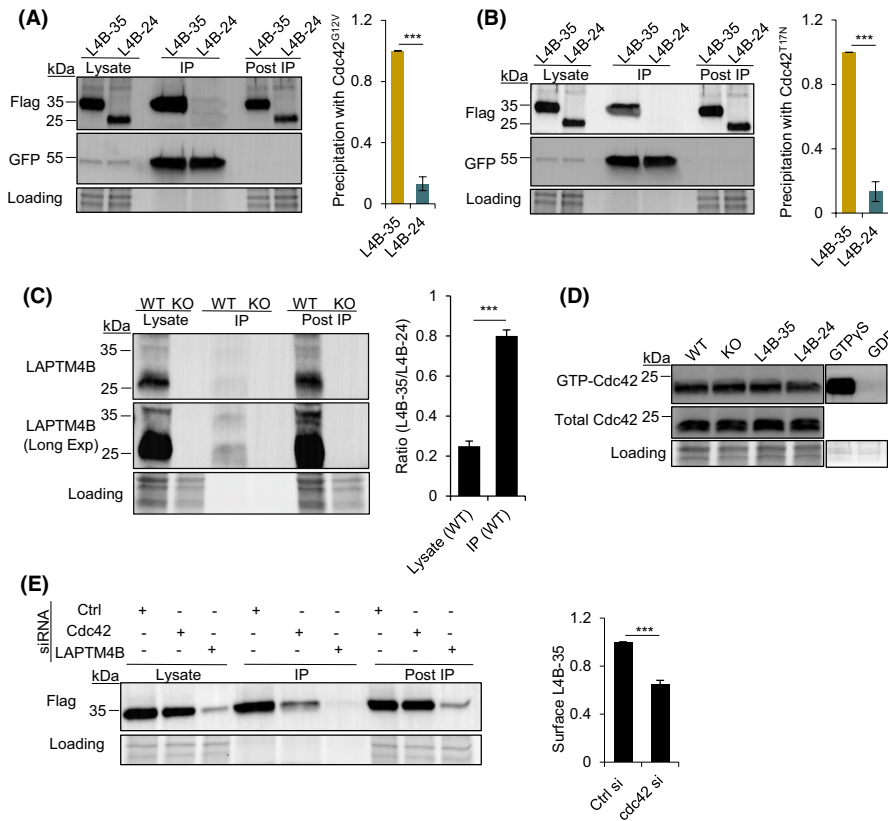 (A)
L4B-35 L4B-24 L4B-35 L4B-24 L4B-35 L4B-24
kDa Lysate IP Post IP
Flag 35
25
GFP 55
Loading
Precipitation with Cdc42G12V
1.2
0.8
0.4
0
***
L4B-35 L4B-24
(B)
L4B-35 L4B-24 L4B-35 L4B-24 L4B-35 L4B-24
kDa Lysate IP Post IP
Flag 35
25
GFP 55
Loading
Precipitation with Cdc42T17N
1.2
0.8
0.4
0
***
L4B-35 L4B-24
(C)
WT KO WT KO WT KO
kDa Lysate IP Post IP
LAPTM4B 35
25
LAPTM4B 35
(Long Exp) 25
Loading
Ratio (L4B-35/L4B-24)
1
0.8
0.6
0.4
0.2
0
***
Lysate (WT) IP (WT)
(D)
kDa WT KO L4B-35 L4B-24 GTPγS
GTP-Cdc42 25
Total Cdc42 25
Loading
(E)
siRNA
Ctrl + - - + - - + - -
Cdc42 - + - - + - - + -
LAPTM4B - - + - - + - - +
kDa Lysate IP Post IP
Flag 35
Loading
Surface L4B-35
1.2
1.0
0.6
0.4
0
***
Ctrl si cdc42 si